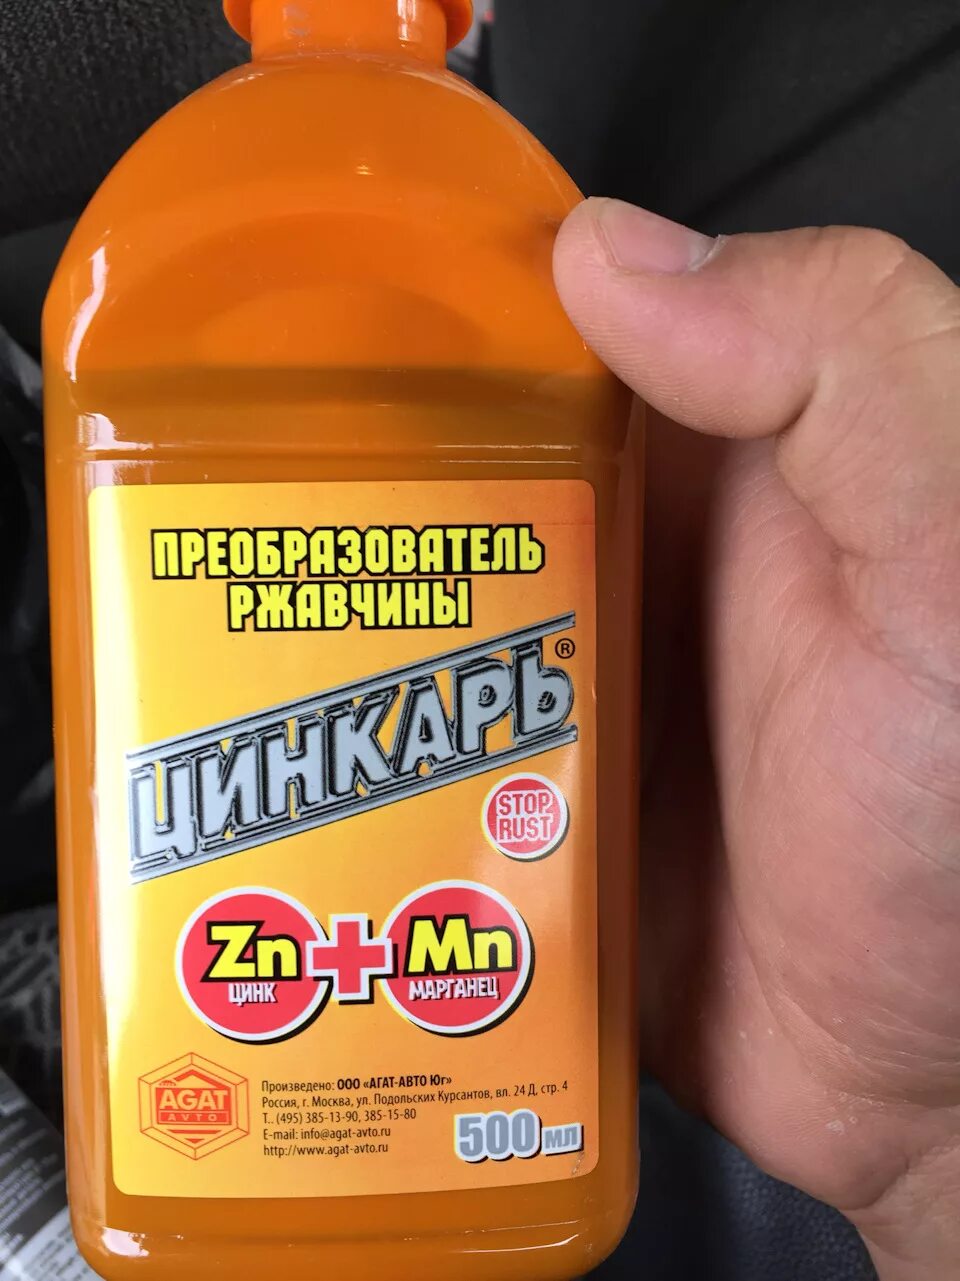 ПРЕОБРАЗОВАТЕЛЬ
РЖАВЧИНЫ
ЦИНКАРЬ®
STOP
RUST
Zn + Mn
ЦИНК МАРГАНЕЦ
AGAT
AVTO
Произведено: ООО «АГАТ-АВТО Юг»
Россия, г. Москва, ул. Подольских Курсантов, вл. 24 Д, стр. 4
Т.. (495) 385-13-90, 385-15-80
E-mail: info@agat-avto.ru
http://www.agat-avto.ru
500 мл